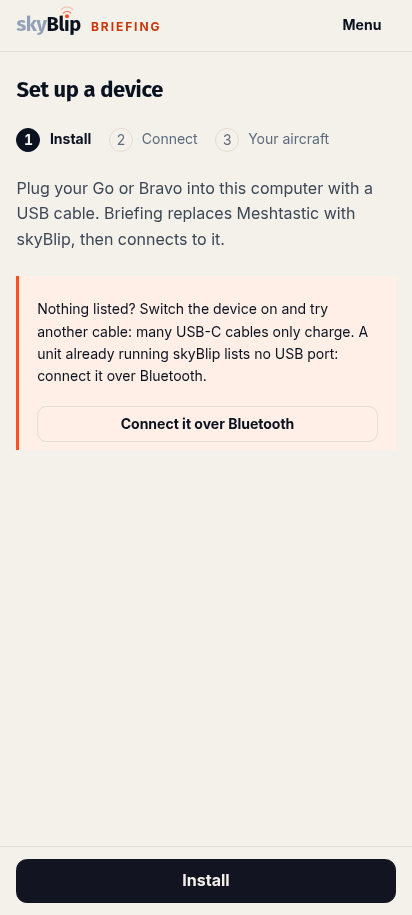 skyBlip BRIEFING Menu
Set up a device
1 Install 2 Connect 3 Your aircraft
Plug your Go or Bravo into this computer with a
USB cable. Briefing replaces Meshtastic with
skyBlip, then connects to it.
Nothing listed? Switch the device on and try
another cable: many USB-C cables only charge. A
unit already running skyBlip lists no USB port:
connect it over Bluetooth.
Connect it over Bluetooth
Install